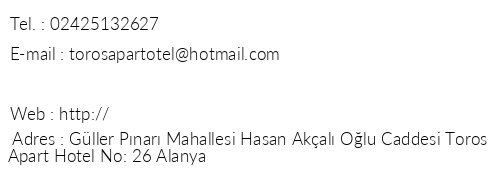 Tel. : 02425132627
E-mail : torosapartotel@hotmail.com
Web : http://
Adres : Güller Pınarı Mahallesi Hasan Akçalı Oğlu Caddesi Toros
Apart Hotel No: 26 Alanya